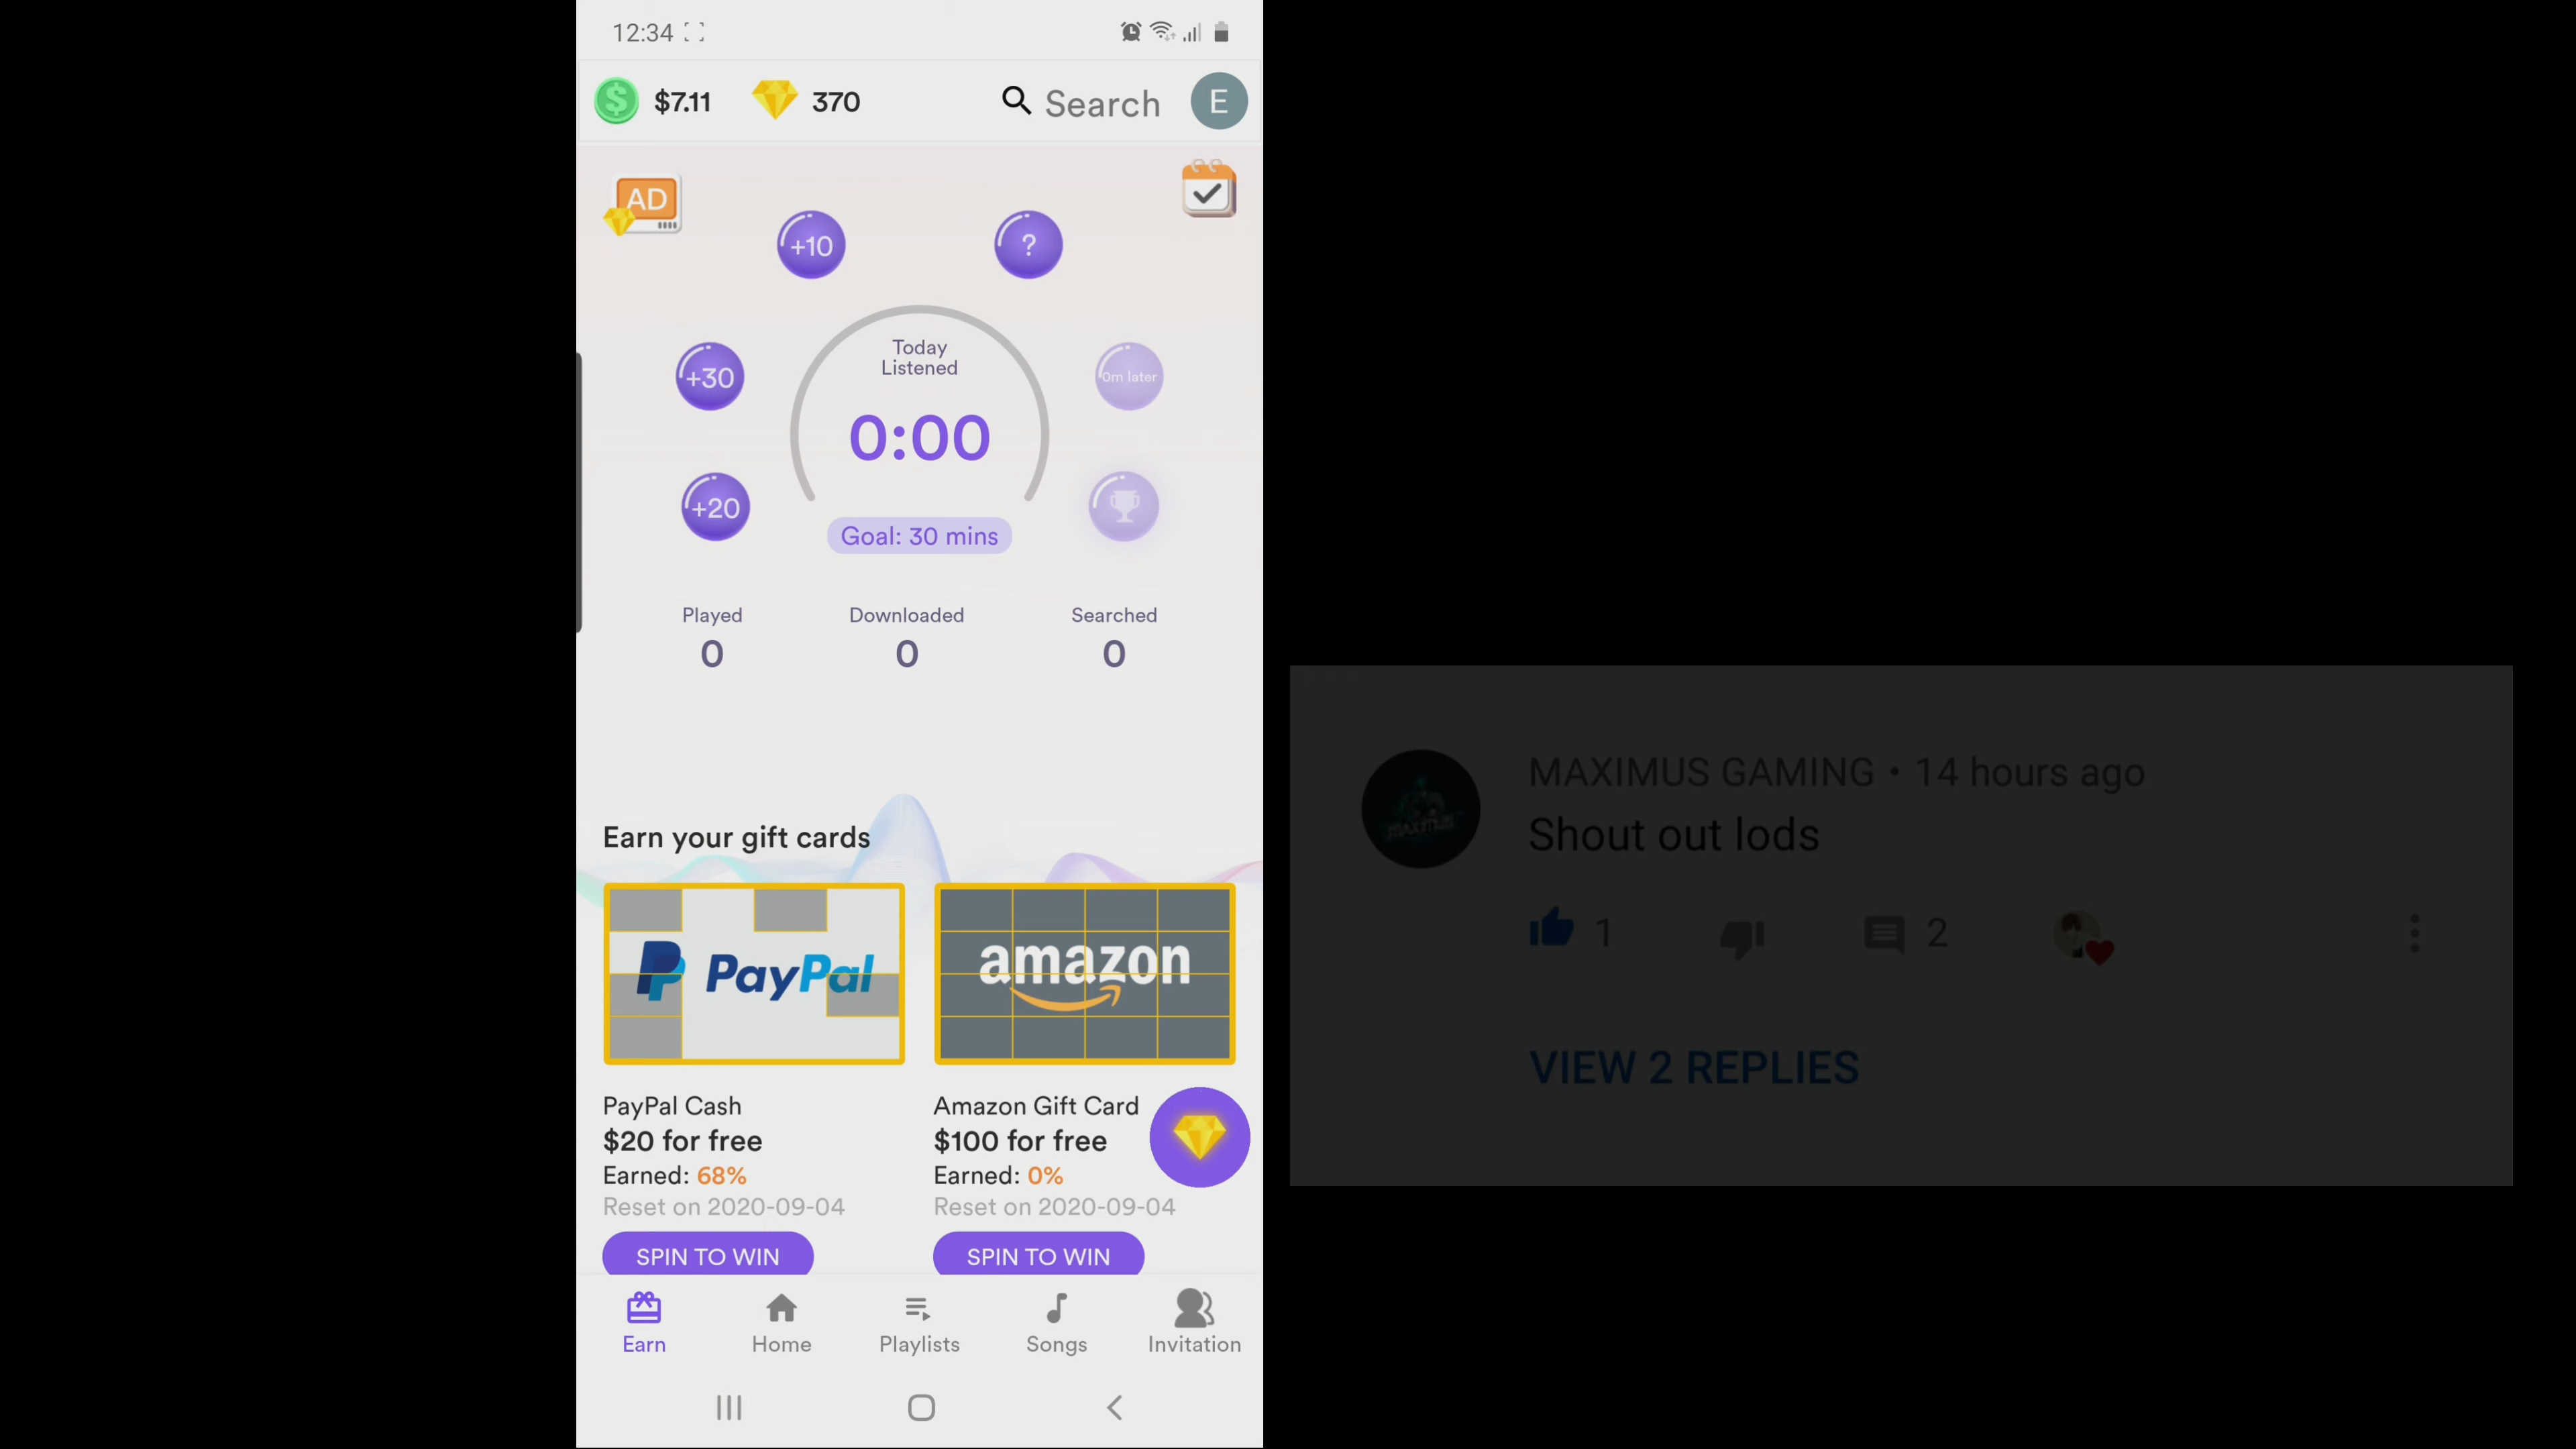 12:34
$7.11 370 Search E
AD
+10 ?
+30 0m later
+20
Today
Listened
0:00
Goal: 30 mins
Played Downloaded Searched
0 0 0
Earn your gift cards
PayPal amazon
PayPal Cash Amazon Gift Card
$20 for free $100 for free
Earned: 68% Earned: 0%
Reset on 2020-09-04 Reset on 2020-09-04
SPIN TO WIN SPIN TO WIN
Earn Home Playlists Songs Invitation
MAXIMUS
MAXIMUS GAMING • 14 hours ago
Shout out lods
1 2
VIEW 2 REPLIES